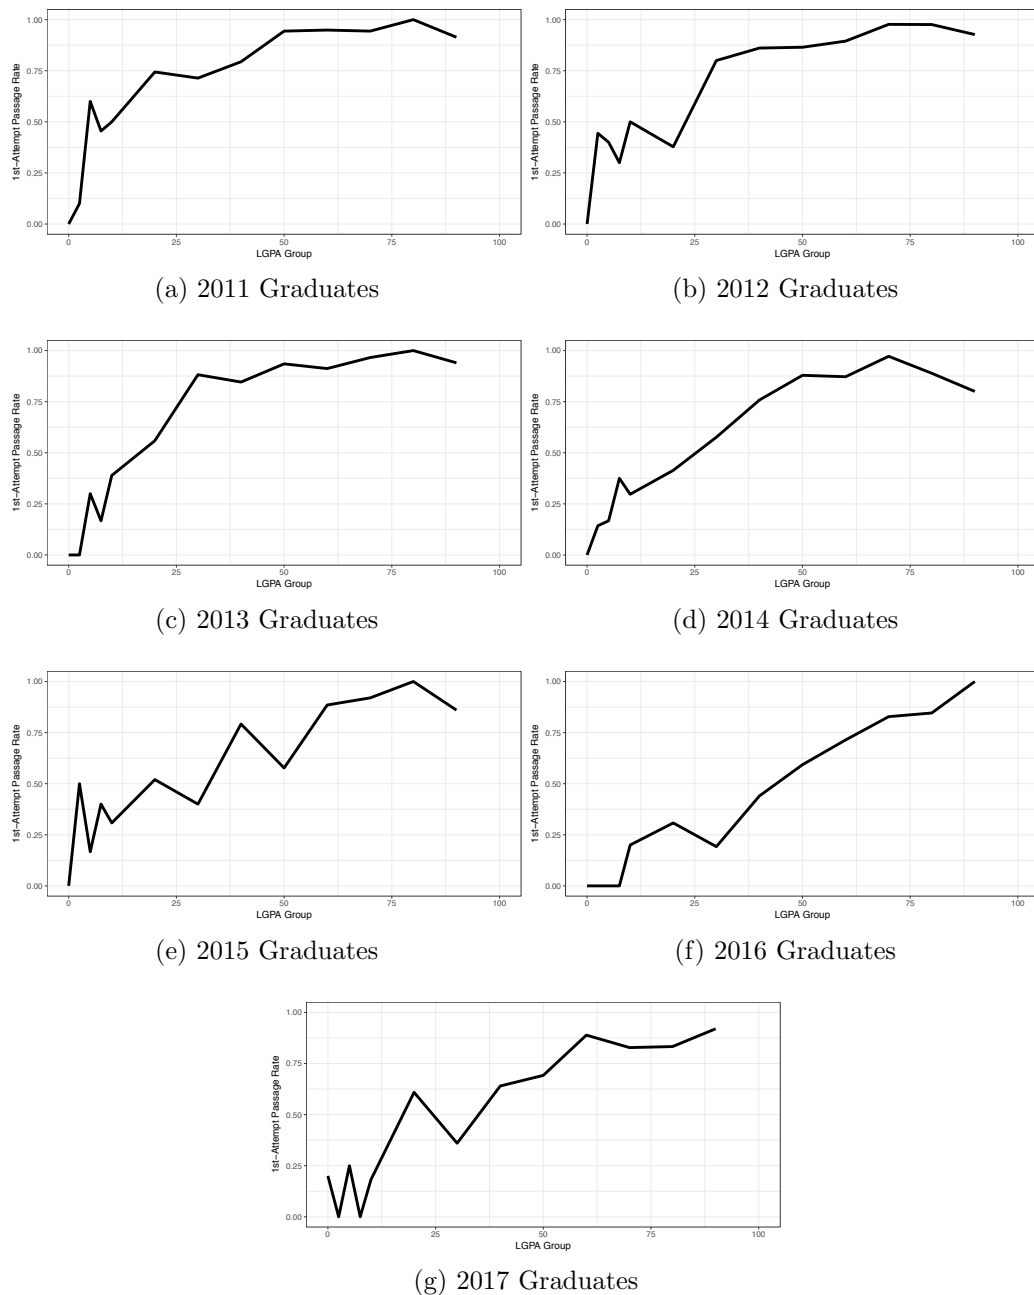 1.00
0.75
0.50
0.25
0.00
1st−Attempt Passage Rate
0 25 50 75 100
LGPA Group
(a) 2011 Graduates
1.00
0.75
0.50
0.25
0.00
1st−Attempt Passage Rate
0 25 50 75 100
LGPA Group
(b) 2012 Graduates
1.00
0.75
0.50
0.25
0.00
1st−Attempt Passage Rate
0 25 50 75 100
LGPA Group
(c) 2013 Graduates
1.00
0.75
0.50
0.25
0.00
1st−Attempt Passage Rate
0 25 50 75 100
LGPA Group
(d) 2014 Graduates
1.00
0.75
0.50
0.25
0.00
1st−Attempt Passage Rate
0 25 50 75 100
LGPA Group
(e) 2015 Graduates
1.00
0.75
0.50
0.25
0.00
1st−Attempt Passage Rate
0 25 50 75 100
LGPA Group
(f) 2016 Graduates
1.00
0.75
0.50
0.25
0.00
1st−Attempt Passage Rate
0 25 50 75 100
LGPA Group
(g) 2017 Graduates